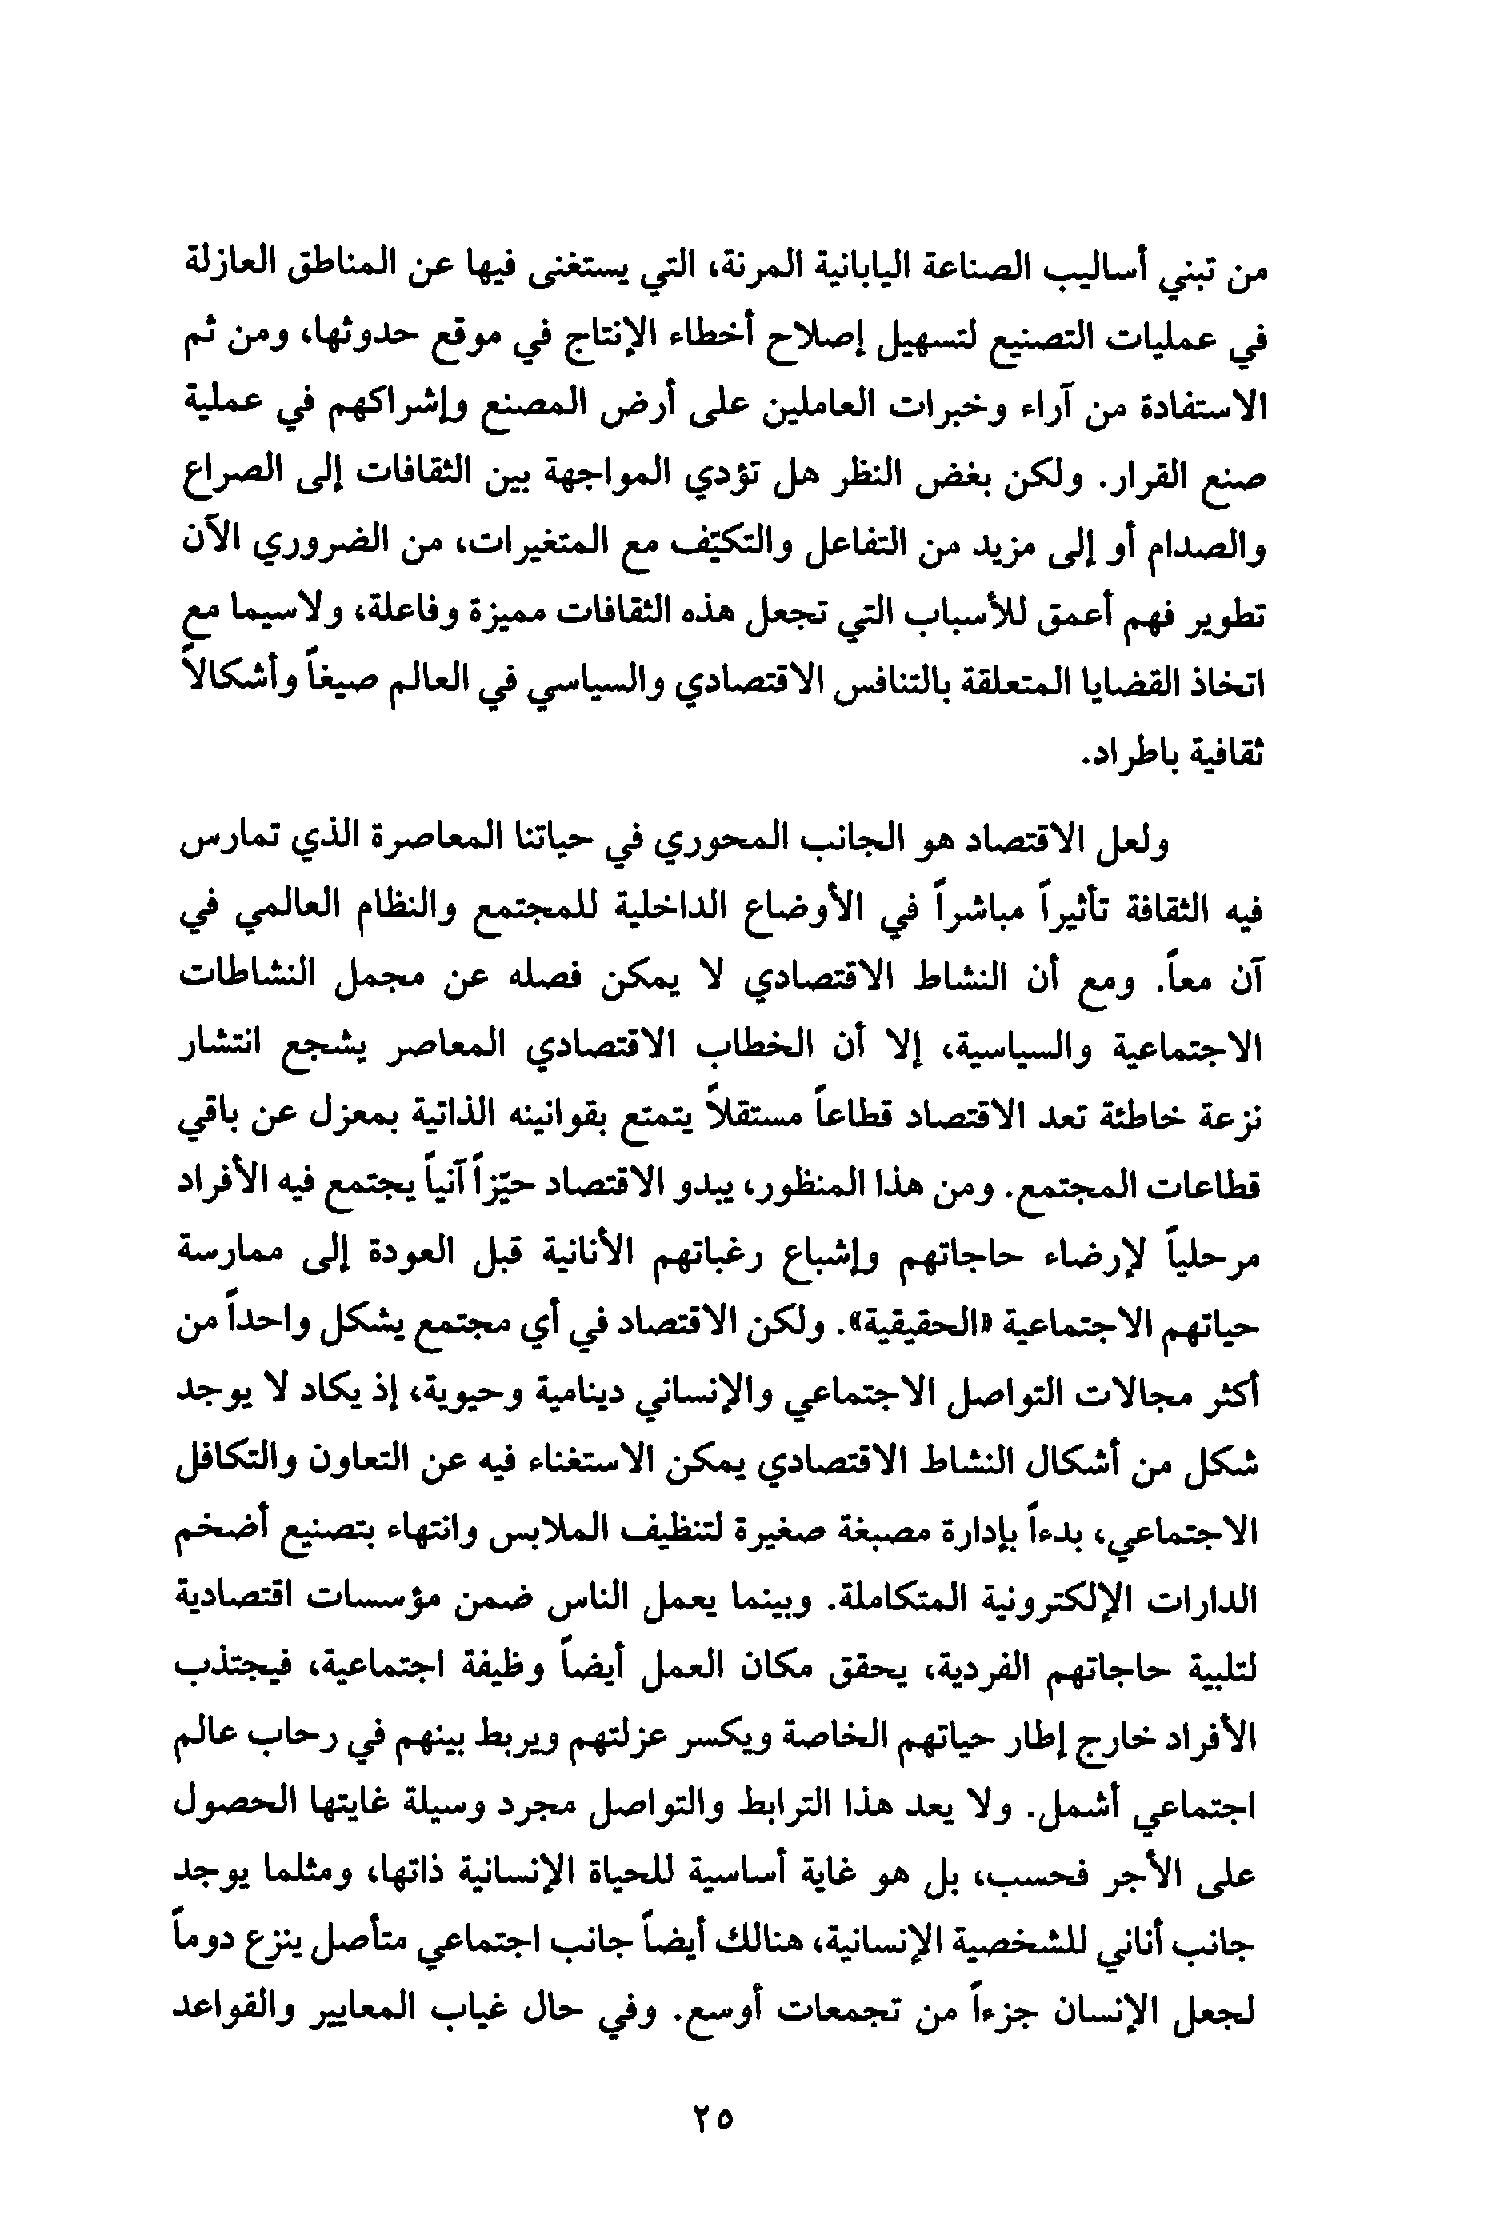 من تبني أساليب الصناعة اليابانية المرنة، التي يستغنى فيها عن المناطق العازلة
في عمليات التصنيع لتسهيل إصلاح أخطاء الإنتاج في موقع حدوثها، ومن ثم
الاستفادة من آراء وخبرات العاملين على أرض المصنع وإشراكهم في عملية
صنع القرار. ولكن بغض النظر هل تؤدي المواجهة بين الثقافات إلى الصراع
والصدام أو إلى مزيد من التفاعل والتكيّف مع المتغيرات، من الضروري الآن
تطوير فهم أعمق للأسباب التي تجعل هذه الثقافات مميزة وفاعلة، ولاسيما مع
اتخاذ القضايا المتعلقة بالتنافس الاقتصادي والسياسي في العالم صيغاً وأشكالاً
ثقافية باطراد.
ولعل الاقتصاد هو الجانب المحوري في حياتنا المعاصرة الذي تمارس
فيه الثقافة تأثيراً مباشراً في الأوضاع الداخلية للمجتمع والنظام العالمي في
آن معاً. ومع أن النشاط الاقتصادي لا يمكن فصله عن مجمل النشاطات
الاجتماعية والسياسية، إلا أن الخطاب الاقتصادي المعاصر يشجع انتشار
نزعة خاطئة تعد الاقتصاد قطاعاً مستقلاً يتمتع بقوانينه الذاتية بمعزل عن باقي
قطاعات المجتمع. ومن هذا المنظور، يبدو الاقتصاد حيّزاً آنياً يجتمع فيه الأفراد
مرحلياً لإرضاء حاجاتهم وإشباع رغباتهم الأنانية قبل العودة إلى ممارسة
حياتهم الاجتماعية «الحقيقية». ولكن الاقتصاد في أي مجتمع يشكل واحداً من
أكثر مجالات التواصل الاجتماعي والإنساني دينامية وحيوية، إذ يكاد لا يوجد
شكل من أشكال النشاط الاقتصادي يمكن الاستغناء فيه عن التعاون والتكافل
الاجتماعي، بدءاً بإدارة مصبغة صغيرة لتنظيف الملابس وانتهاء بتصنيع أضخم
الدارات الإلكترونية المتكاملة. وبينما يعمل الناس ضمن مؤسسات اقتصادية
لتلبية حاجاتهم الفردية، يحقق مكان العمل أيضاً وظيفة اجتماعية، فيجتذب
الأفراد خارج إطار حياتهم الخاصة ويكسر عزلتهم ويربط بينهم في رحاب عالم
اجتماعي أشمل. ولا يعد هذا الترابط والتواصل مجرد وسيلة غايتها الحصول
على الأجر فحسب، بل هو غاية أساسية للحياة الإنسانية ذاتها، ومثلما يوجد
جانب أناني للشخصية الإنسانية، هنالك أيضاً جانب اجتماعي متأصل ينزع دوماً
لجعل الإنسان جزءاً من تجمعات أوسع. وفي حال غياب المعايير والقواعد
٢٥